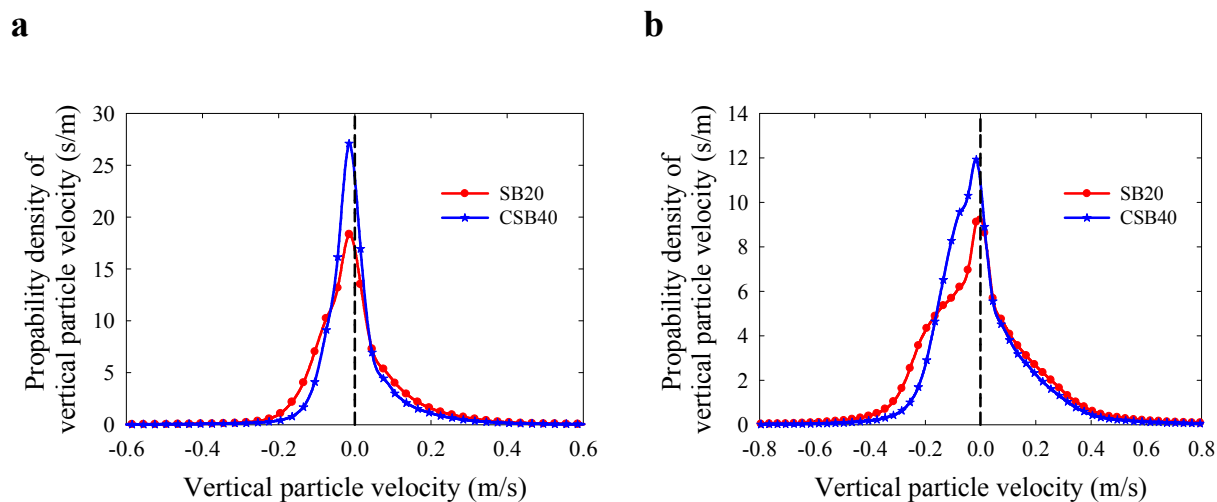 a
b
30
25
20
15
10
5
0
-0.6 -0.4 -0.2 0.0 0.2 0.4 0.6
Propability density of
vertical particle velocity (s/m)
Vertical particle velocity (m/s)
SB20
CSB40
14
12
10
8
6
4
2
0
-0.8 -0.6 -0.4 -0.2 0.0 0.2 0.4 0.6 0.8
Propability density of
vertical particle velocity (s/m)
Vertical particle velocity (m/s)
SB20
CSB40